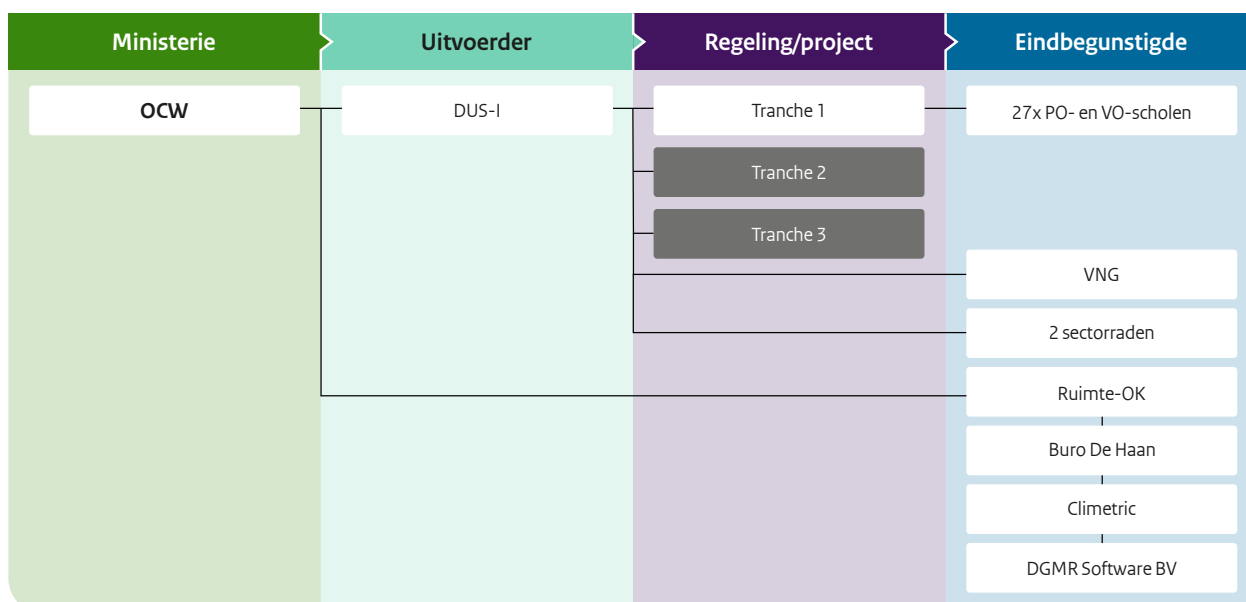 Ministerie
Uitvoerder
Regeling/project
Eindbegunstigde
OCW
DUS-I
Tranche 1
27x PO- en VO-scholen
Tranche 2
Tranche 3
VNG
2 sectorraden
Ruimte-OK
Buro De Haan
Climetric
DGMR Software BV